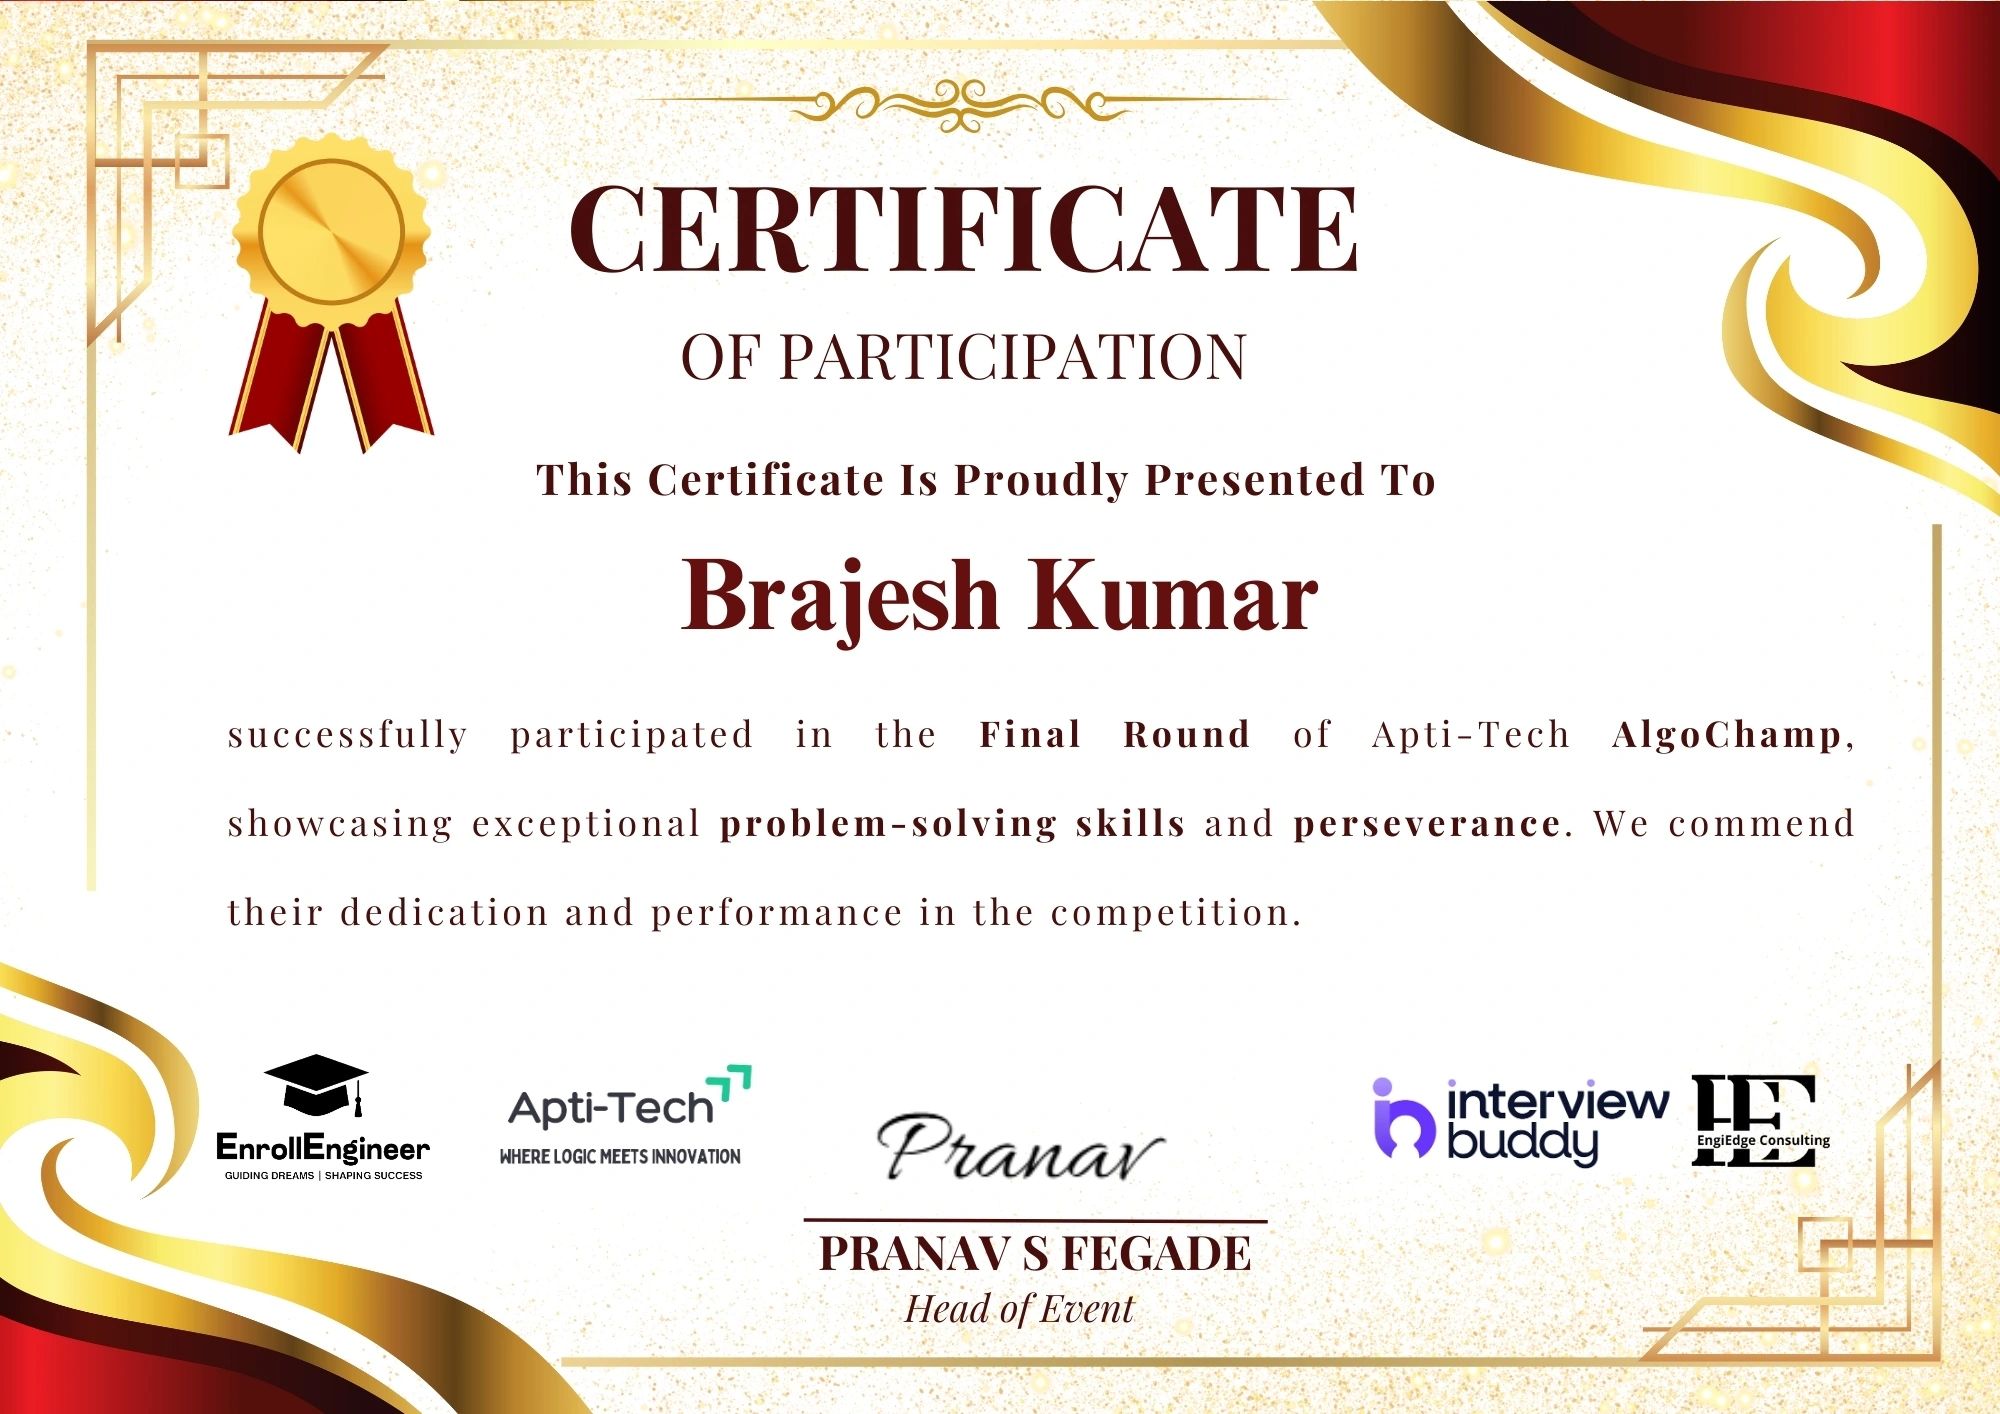 CERTIFICATE
OF PARTICIPATION
This Certificate Is Proudly Presented To
Brajesh Kumar
successfully participated in the Final Round of Apti-Tech AlgoChamp,
showcasing exceptional problem-solving skills and perseverance. We commend
their dedication and performance in the competition.
EnrollEngineer
GUIDING DREAMS | SHAPING SUCCESS
Apti-Tech
WHERE LOGIC MEETS INNOVATION
Pranav
PRANAV S FEGADE
Head of Event
interview
buddy
EngiEdge Consulting